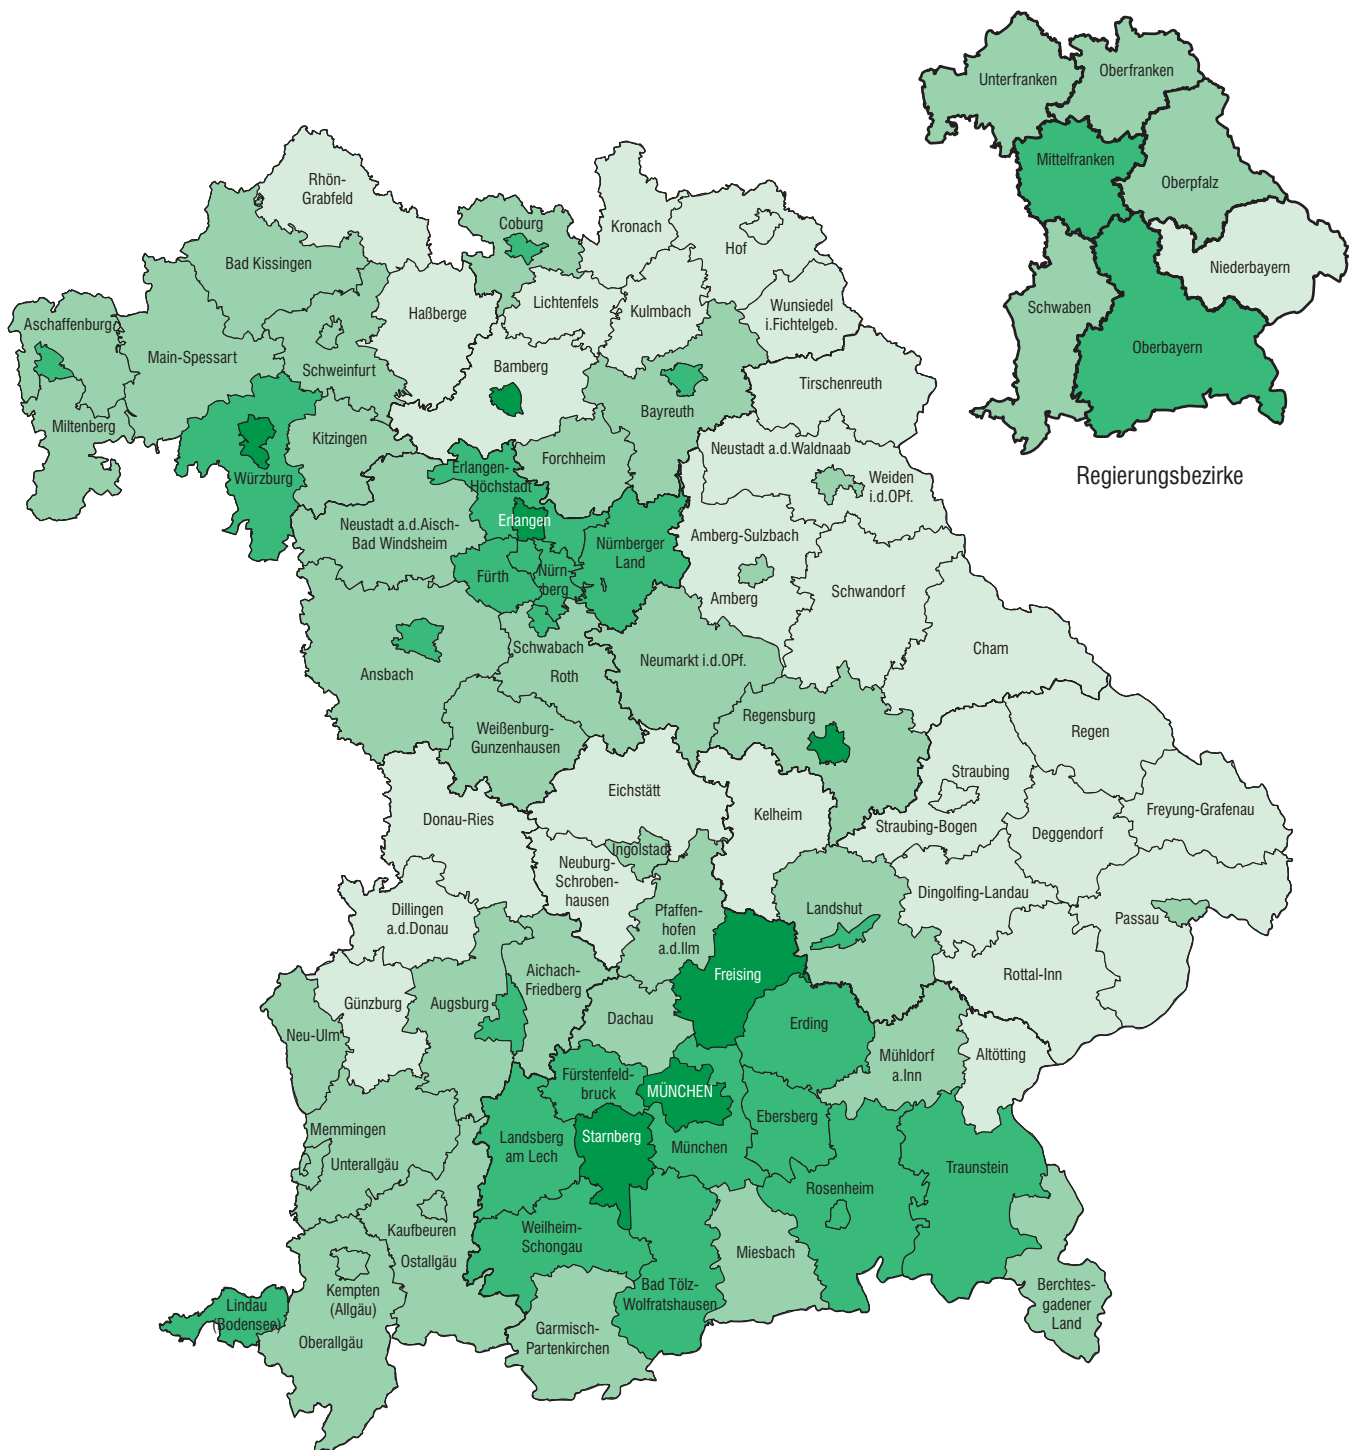 Unterfranken
Oberfranken
Mittelfranken
Oberpfalz
Niederbayern
Schwaben
Oberbayern
Regierungsbezirke
Rhön-
Grabfeld
Coburg
Kronach
Hof
Bad Kissingen
Lichtenfels
Kulmbach
Wunsiedel
i.Fichtelgeb.
Haßberge
Aschaffenburg
Main-Spessart
Schweinfurt
Bamberg
Tirschenreuth
Bayreuth
Miltenberg
Kitzingen
Forchheim
Neustadt a.d.Waldnaab
Weiden
i.d.OPf.
Würzburg
Erlangen-
Höchstadt
Erlangen
Neustadt a.d.Aisch-
Bad Windsheim
Nürnberger
Land
Amberg-Sulzbach
Fürth
Nürn-
berg
Amberg
Schwandorf
Schwabach
Cham
Ansbach
Roth
Neumarkt i.d.OPf.
Regensburg
Weißenburg-
Gunzenhausen
Regen
Straubing
Eichstätt
Donau-Ries
Kelheim
Freyung-Grafenau
Straubing-Bogen
Deggendorf
Ingolstadt
Neuburg-
Schroben-
hausen
Dingolfing-Landau
Dillingen
a.d.Donau
Pfaffen-
hofen
a.d.Ilm
Landshut
Passau
Aichach-
Friedberg
Freising
Rottal-Inn
Günzburg
Augsburg
Dachau
Erding
Neu-Ulm
Mühldorf
a.Inn
Altötting
Fürstenfeld-
bruck
MÜNCHEN
Ebersberg
Memmingen
Landsberg
am Lech
Starnberg
München
Unterallgäu
Traunstein
Rosenheim
Kaufbeuren
Weilheim-
Schongau
Miesbach
Ostallgäu
Kempten
(Allgäu)
Bad Tölz-
Wolfratshausen
Berchtes-
gadener
Land
Lindau
(Bodensee)
Oberallgäu
Garmisch-
Partenkirchen